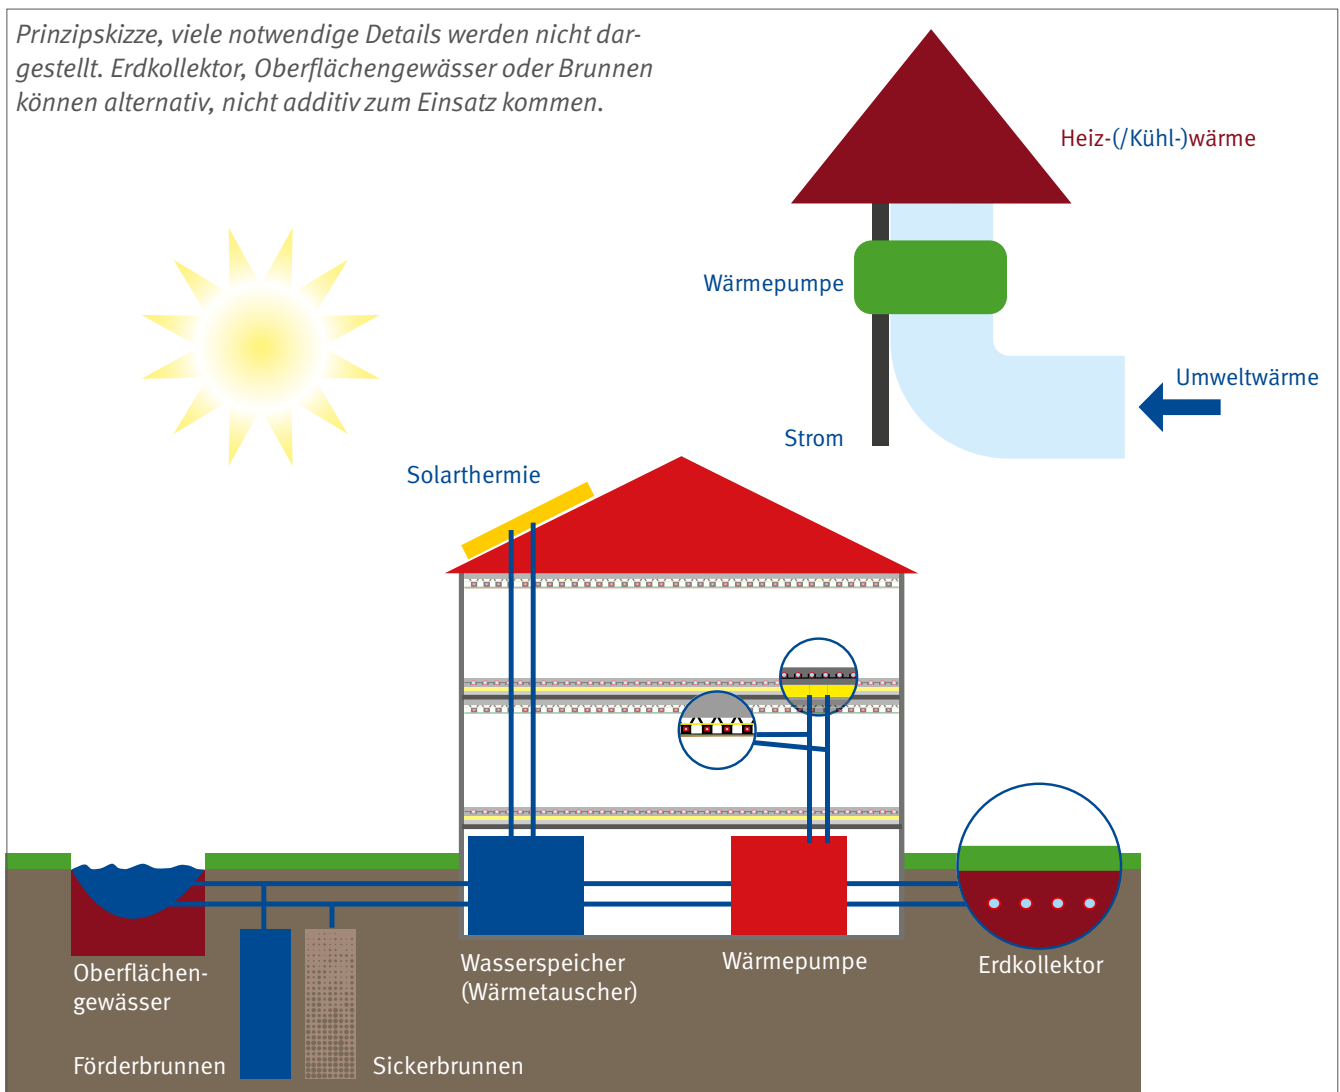 Prinzipskizze, viele notwendige Details werden nicht dar-
gestellt. Erdkollektor, Oberflächengewässer oder Brunnen
können alternativ, nicht additiv zum Einsatz kommen.
Heiz-(/Kühl-)wärme
Wärmepumpe
Umweltwärme
Strom
Solarthermie
Oberflächen-
gewässer
Wasserspeicher
(Wärmetauscher)
Wärmepumpe
Erdkollektor
Förderbrunnen
Sickerbrunnen